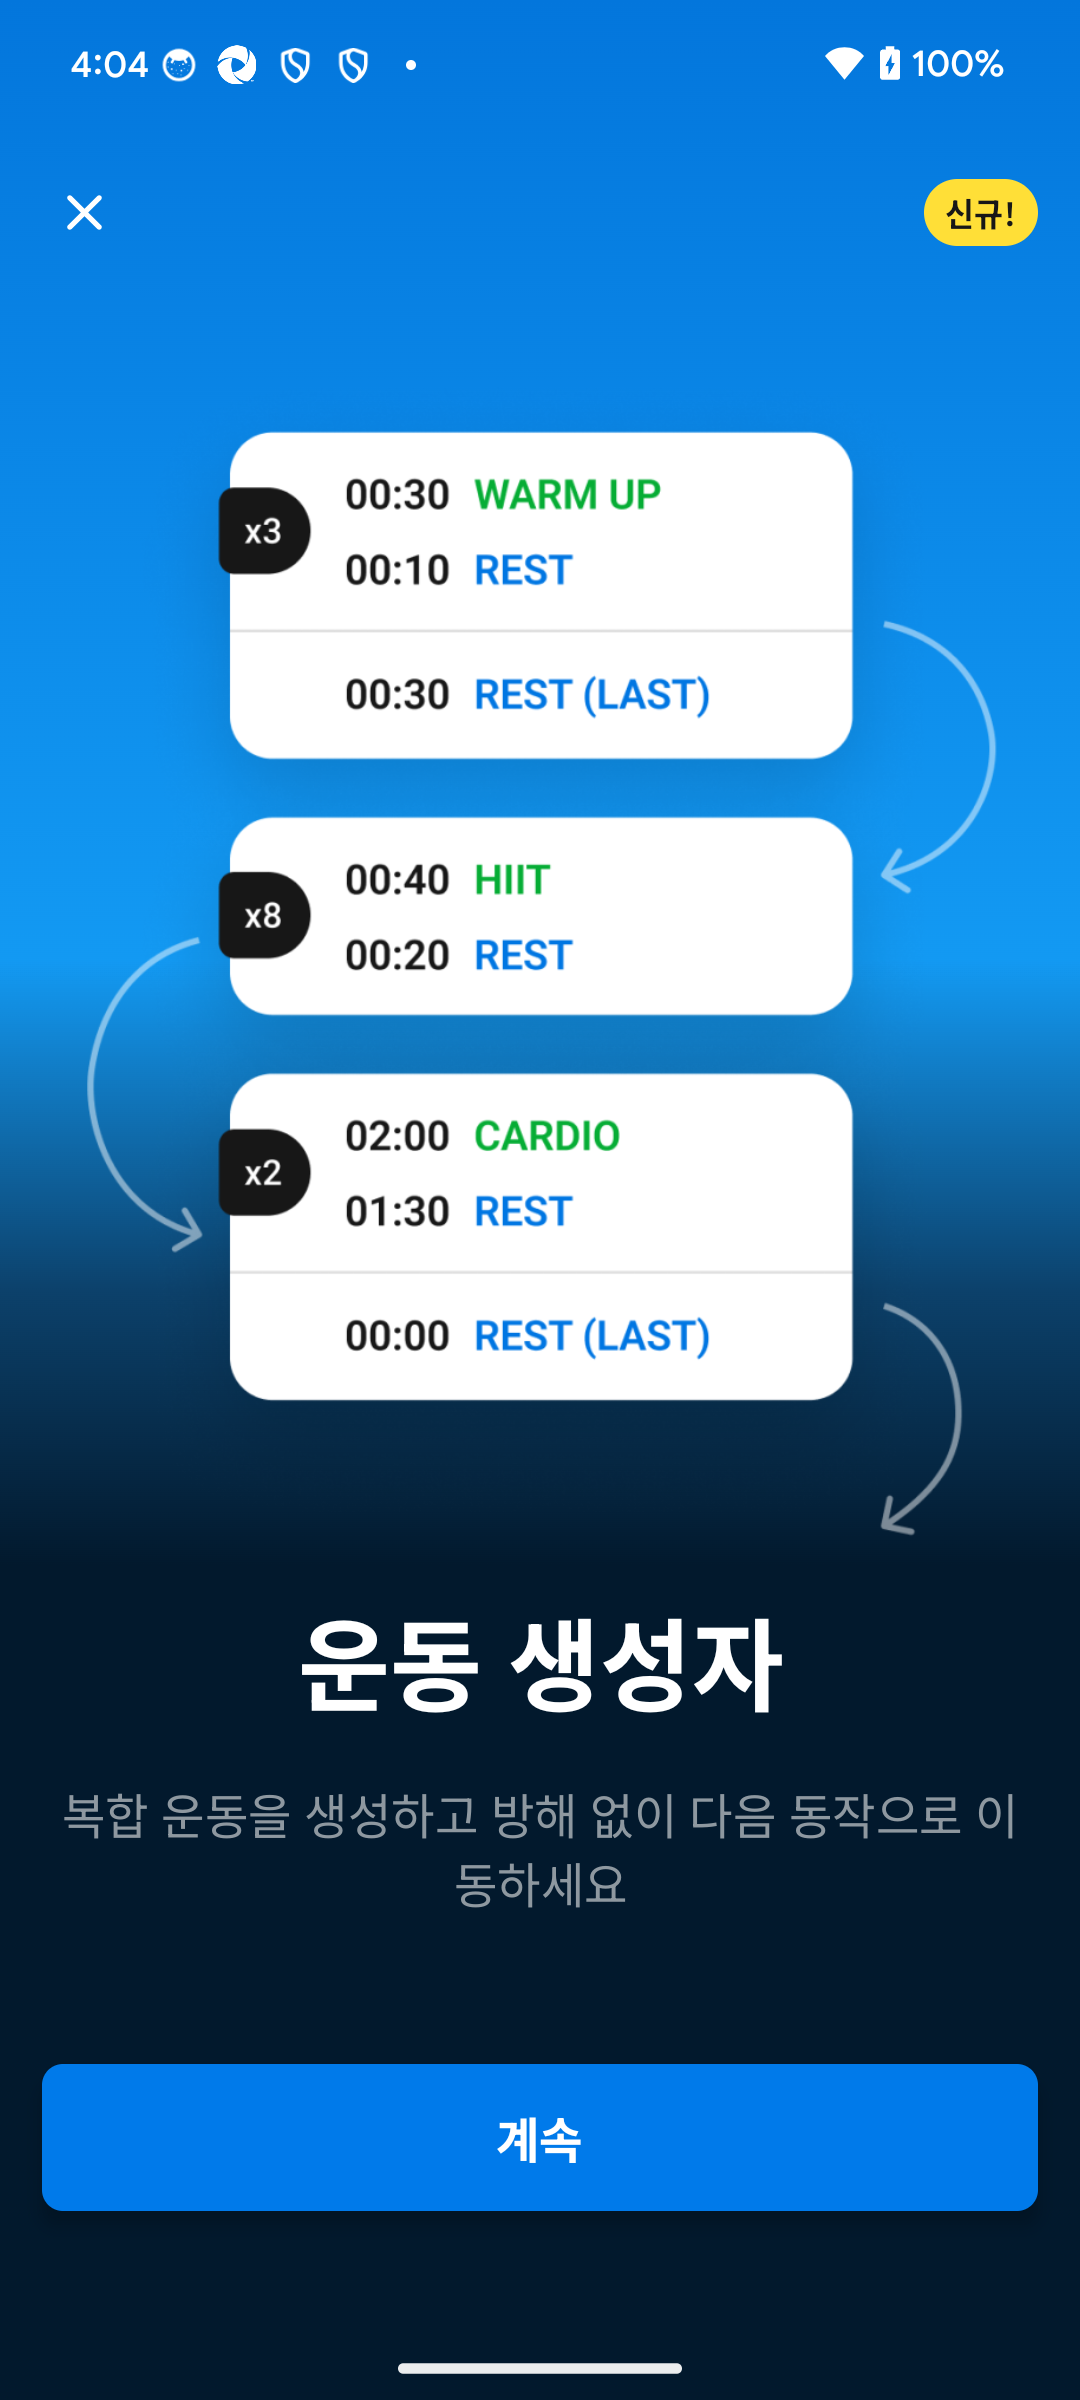 4:04
100%
신규!
x3
00:30 WARM UP
00:10 REST
00:30 REST (LAST)
x8
00:40 HIIT
00:20 REST
x2
02:00 CARDIO
01:30 REST
00:00 REST (LAST)
운동 생성자
복합 운동을 생성하고 방해 없이 다음 동작으로 이
동하세요
계속